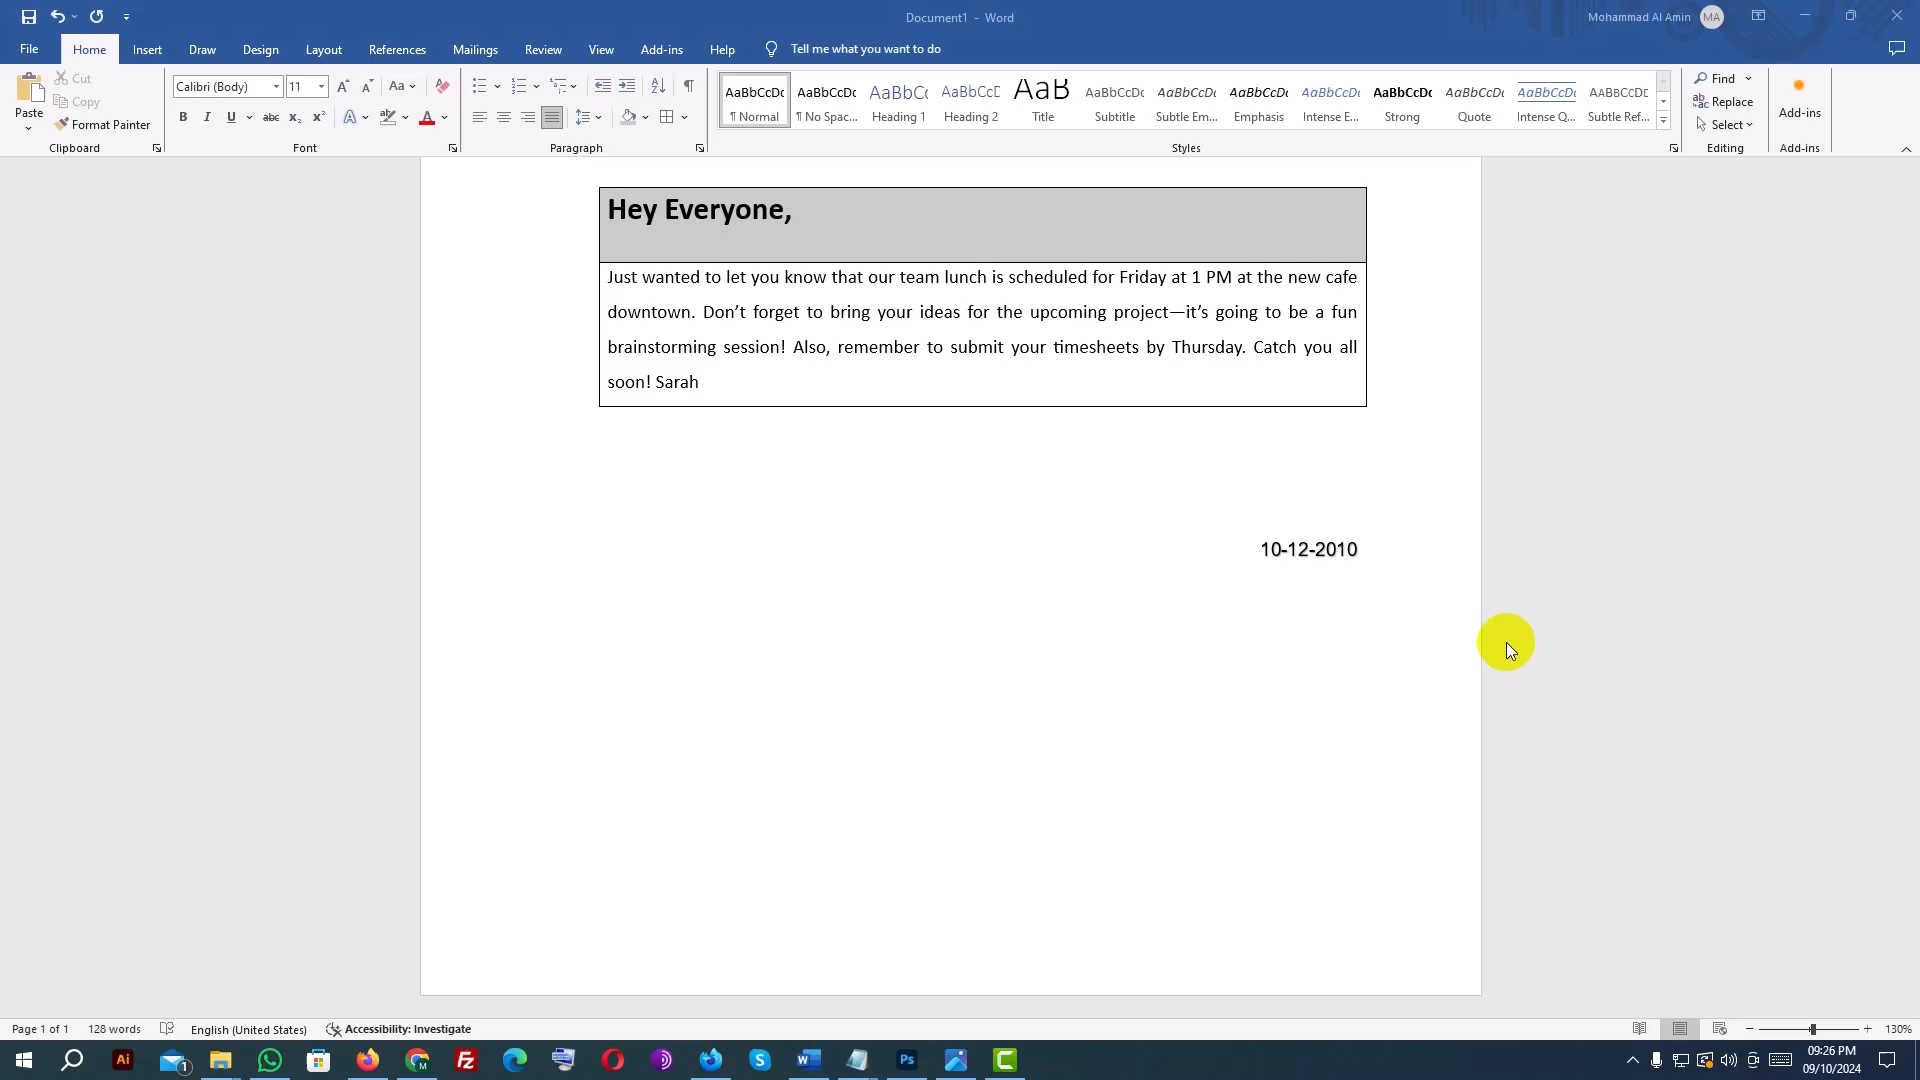 Document1 - Word
Mohammad Al Amin MA
File Home Insert Draw Design Layout References Mailings Review View Add-ins Help Tell me what you want to do
Paste
Cut
Copy
Format Painter
Clipboard
Calibri (Body) 11
Font
Paragraph
AaBbCcDc AaBbCcDc AaBbCc AaBbCcD AaB AaBbCcDc AaBbCcDc AaBbCcDc AaBbCcDc AaBbCcDc AaBbCcDc AaBbCcDc AaBbCcDc
¶ Normal ¶ No Spac... Heading 1 Heading 2 Title Subtitle Subtle Em... Emphasis Intense E... Strong Quote Intense Q... Subtle Ref...
Styles
Find
Replace
Select
Editing
Add-ins
Add-ins
Hey Everyone,
Just wanted to let you know that our team lunch is scheduled for Friday at 1 PM at the new cafe
downtown. Don’t forget to bring your ideas for the upcoming project—it’s going to be a fun
brainstorming session! Also, remember to submit your timesheets by Thursday. Catch you all
soon! Sarah
10-12-2010
Page 1 of 1 128 words English (United States) Accessibility: Investigate 130%
09:26 PM
09/10/2024